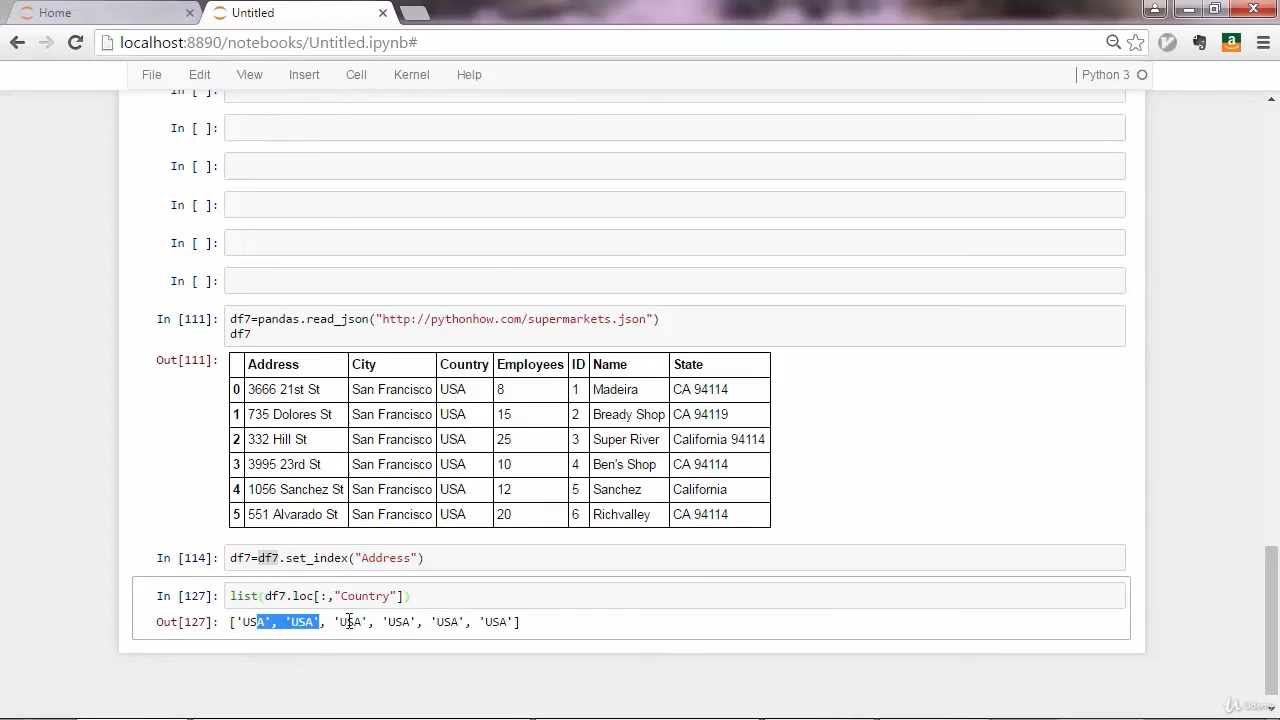 Home
Untitled
localhost:8890/notebooks/Untitled.ipynb#
File Edit View Insert Cell Kernel Help Python 3
In [ ]:
In [ ]:
In [ ]:
In [ ]:
In [ ]:
In [ ]:
In [111]: df7=pandas.read_json("http://pythonhow.com/supermarkets.json")
df7
Out[111]:
Address City Country Employees ID Name State
0 3666 21st St San Francisco USA 8 1 Madeira CA 94114
1 735 Dolores St San Francisco USA 15 2 Bready Shop CA 94119
2 332 Hill St San Francisco USA 25 3 Super River California 94114
3 3995 23rd St San Francisco USA 10 4 Ben's Shop CA 94114
4 1056 Sanchez St San Francisco USA 12 5 Sanchez California
5 551 Alvarado St San Francisco USA 20 6 Richvalley CA 94114
In [114]: df7=df7.set_index("Address")
In [127]: list(df7.loc[:,"Country"])
Out[127]: ['USA', 'USA', 'USA', 'USA', 'USA', 'USA']
Udemy